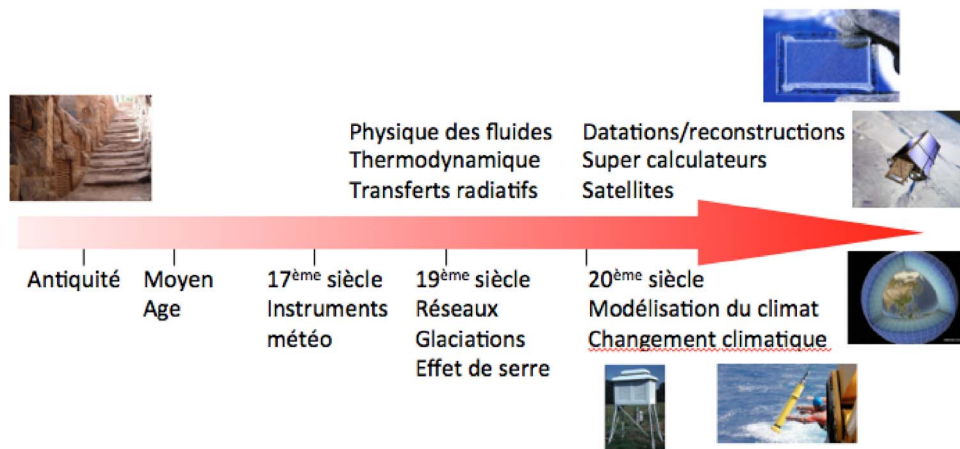 Physique des fluides
Thermodynamique
Transferts radiatifs
Datations/reconstructions
Super calculateurs
Satellites
Antiquité
Moyen
Age
17ème siècle
Instruments
météo
19ème siècle
Réseaux
Glaciations
Effet de serre
20ème siècle
Modélisation du climat
Changement climatique